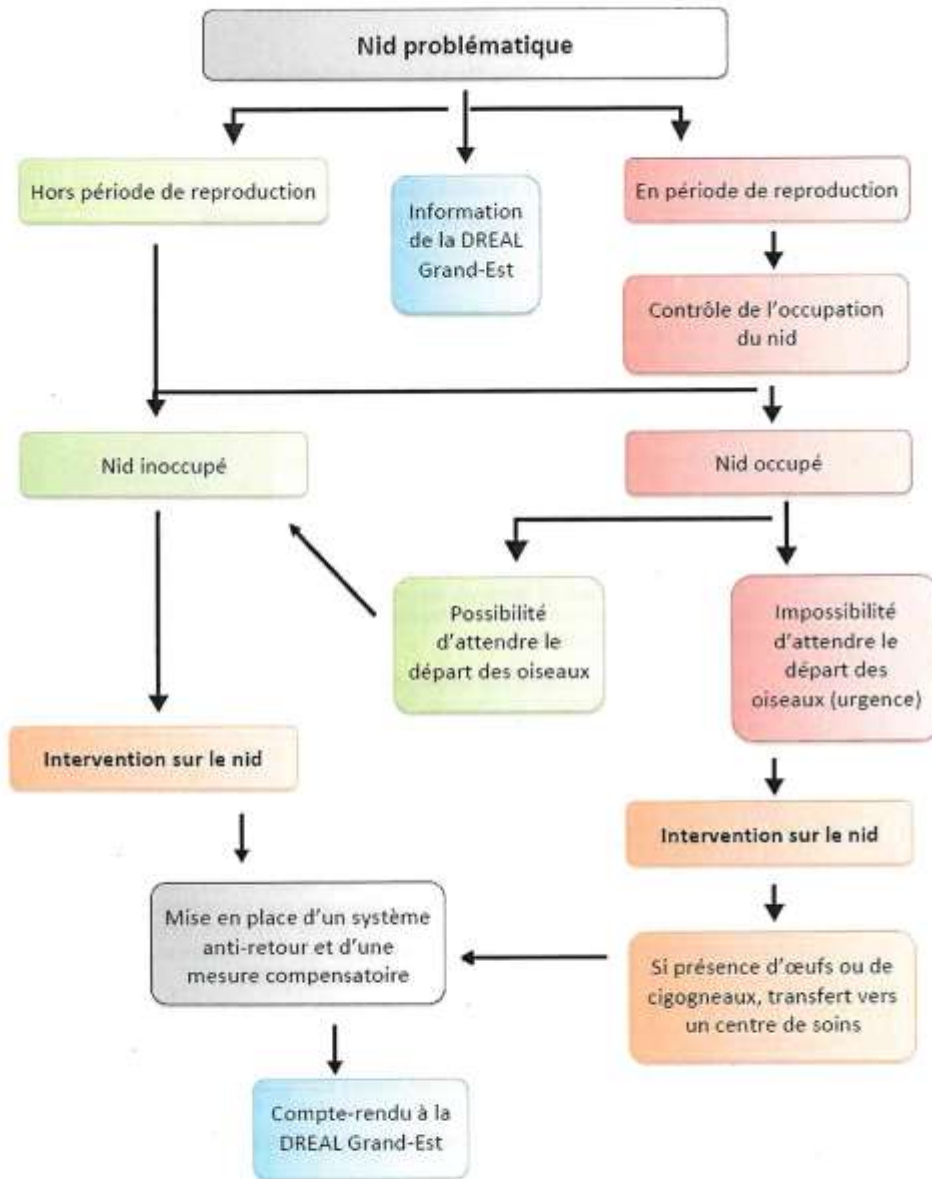 Nid problématique
Hors période de reproduction
Information
de la DREAL
Grand-Est
En période de reproduction
Contrôle de l'occupation
du nid
Nid inoccupé
Nid occupé
Possibilité
d'attendre le
départ des oiseaux
Impossibilité
d'attendre le
départ des
oiseaux (urgence)
Intervention sur le nid
Intervention sur le nid
Mise en place d'un système
anti-retour et d'une
mesure compensatoire
Si présence d'œufs ou de
cigogneaux, transfert vers
un centre de soins
Compte-rendu à la
DREAL Grand-Est